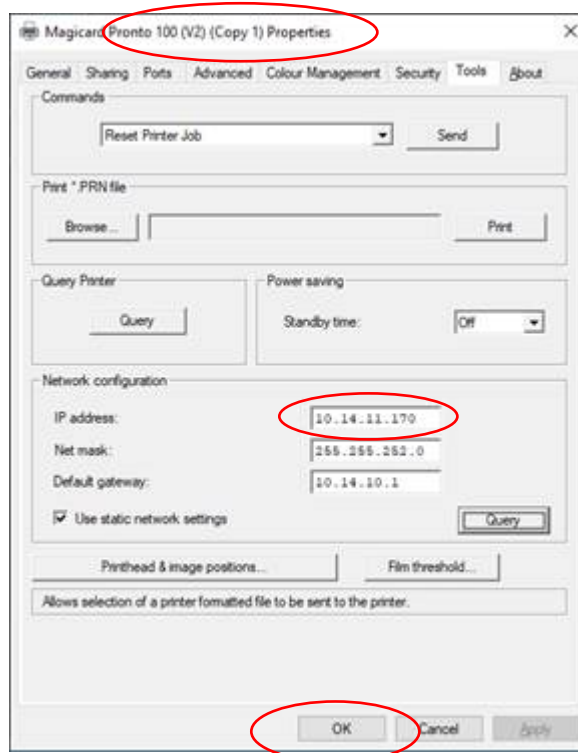 Magicard Pronto 100 (V2) (Copy 1) Properties
General Sharing Ports Advanced Colour Management Security Tools About
Commands
Reset Printer Job Send
Print *.PRN file
Browse... Print
Query Printer Power saving
Query Standby time: Off
Network configuration
IP address: 10.14.11.170
Net mask: 255.255.252.0
Default gateway: 10.14.10.1
Use static network settings Query
Printhead & image positions... Film threshold...
Allows selection of a printer formatted file to be sent to the printer.
OK Cancel Apply